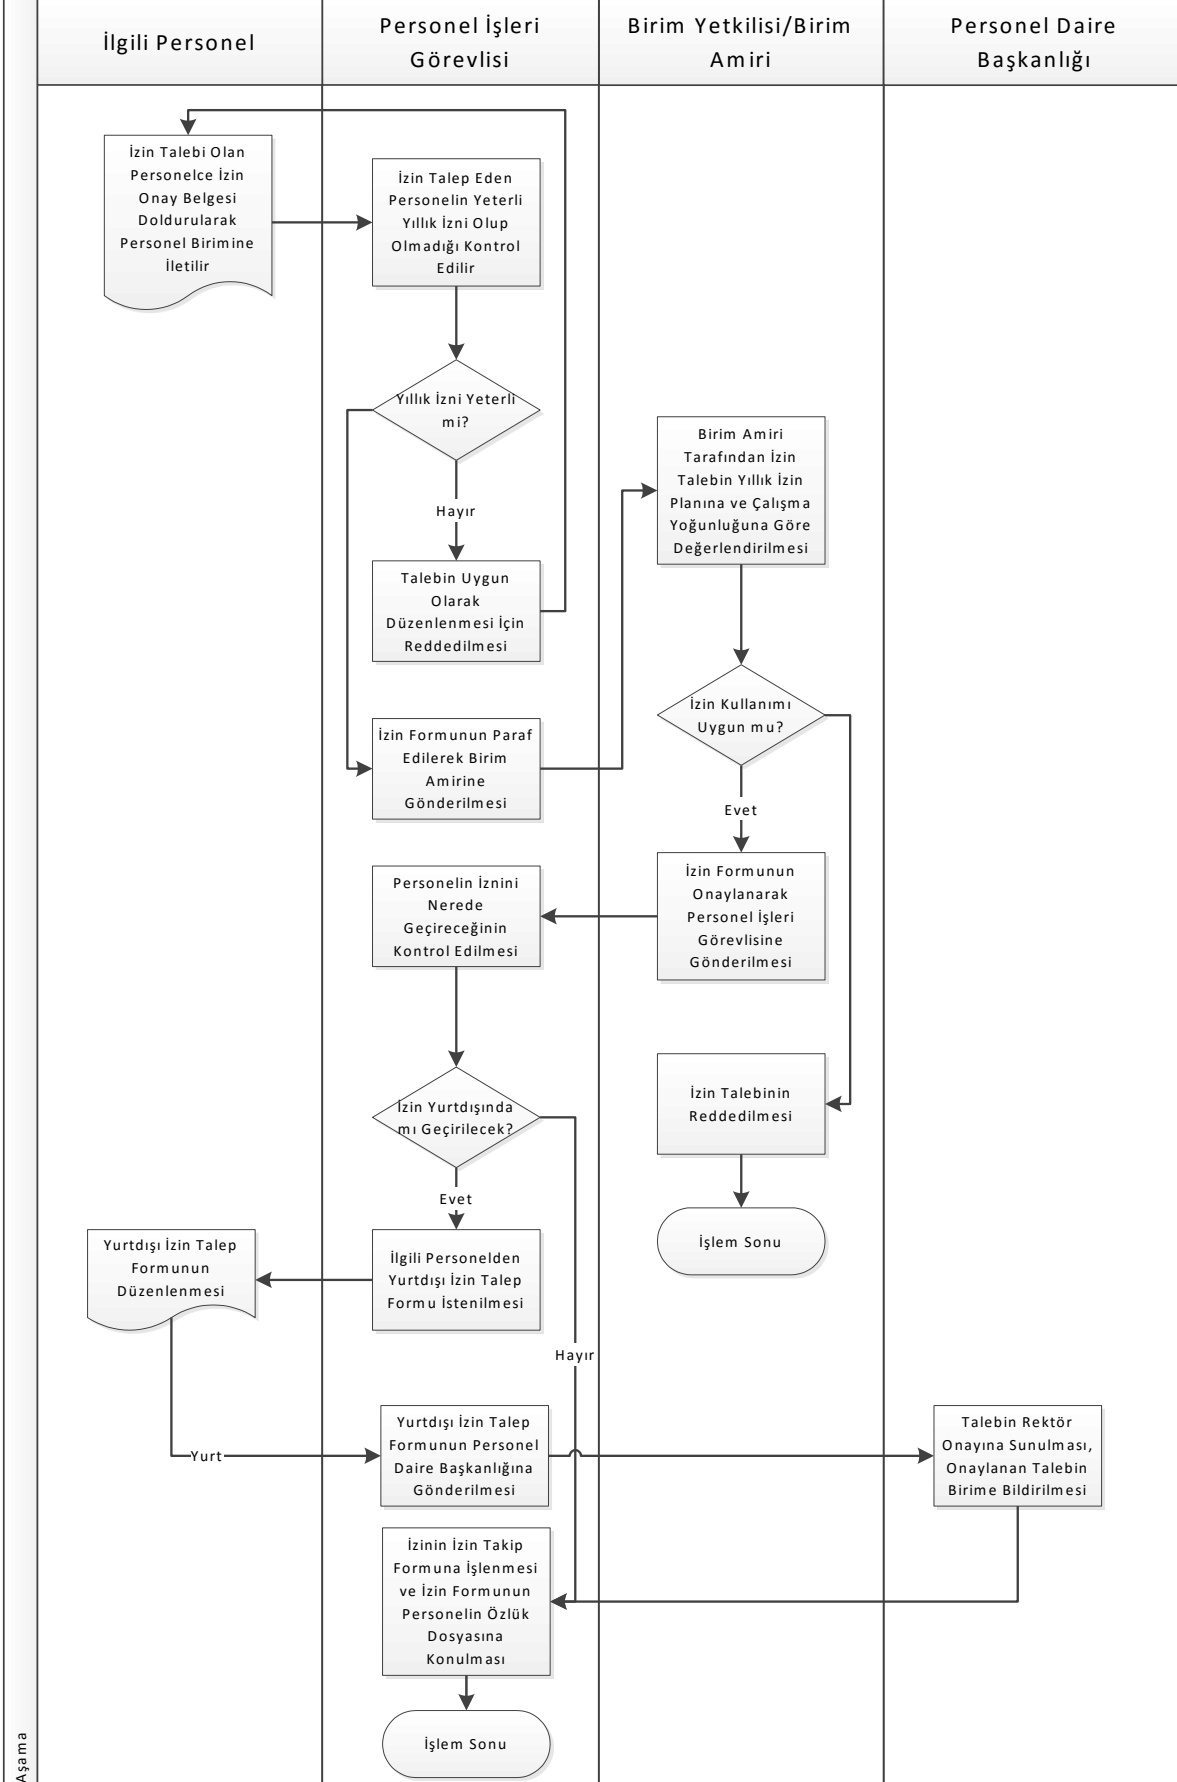 İlgili Personel
Personel İşleri
Görevlisi
Birim Yetkilisi/Birim
Amiri
Personel Daire
Başkanlığı
İzin Talebi Olan
Personelce İzin
Onay Belgesi
Doldurularak
Personel Birimine
İletilir
İzin Talep Eden
Personelin Yeterli
Yıllık İzni Olup
Olmadığı Kontrol
Edilir
Yıllık İzni Yeterli
mi?
Hayır
Talebin Uygun
Olarak
Düzenlenmesi İçin
Reddedilmesi
İzin Formunun Paraf
Edilerek Birim
Amirine
Gönderilmesi
Birim Amiri
Tarafından İzin
Talebin Yıllık İzin
Planına ve Çalışma
Yoğunluğuna Göre
Değerlendirilmesi
İzin Kullanımı
Uygun mu?
Evet
İzin Formunun
Onaylanarak
Personel İşleri
Görevlisine
Gönderilmesi
Personelin İznini
Nerede
Geçireceğinin
Kontrol Edilmesi
İzin Talebinin
Reddedilmesi
İşlem Sonu
İzin Yurtdışında
mı Geçirilecek?
Evet
Hayır
İlgili Personelden
Yurtdışı İzin Talep
Formu İstenilmesi
Yurtdışı İzin Talep
Formunun
Düzenlenmesi
Yurt
Yurtdışı İzin Talep
Formunun Personel
Daire Başkanlığına
Gönderilmesi
Talebin Rektör
Onayına Sunulması,
Onaylanan Talebin
Birime Bildirilmesi
İzinin İzin Takip
Formuna İşlenmesi
ve İzin Formunun
Personelin Özlük
Dosyasına
Konulması
İşlem Sonu
Aşama